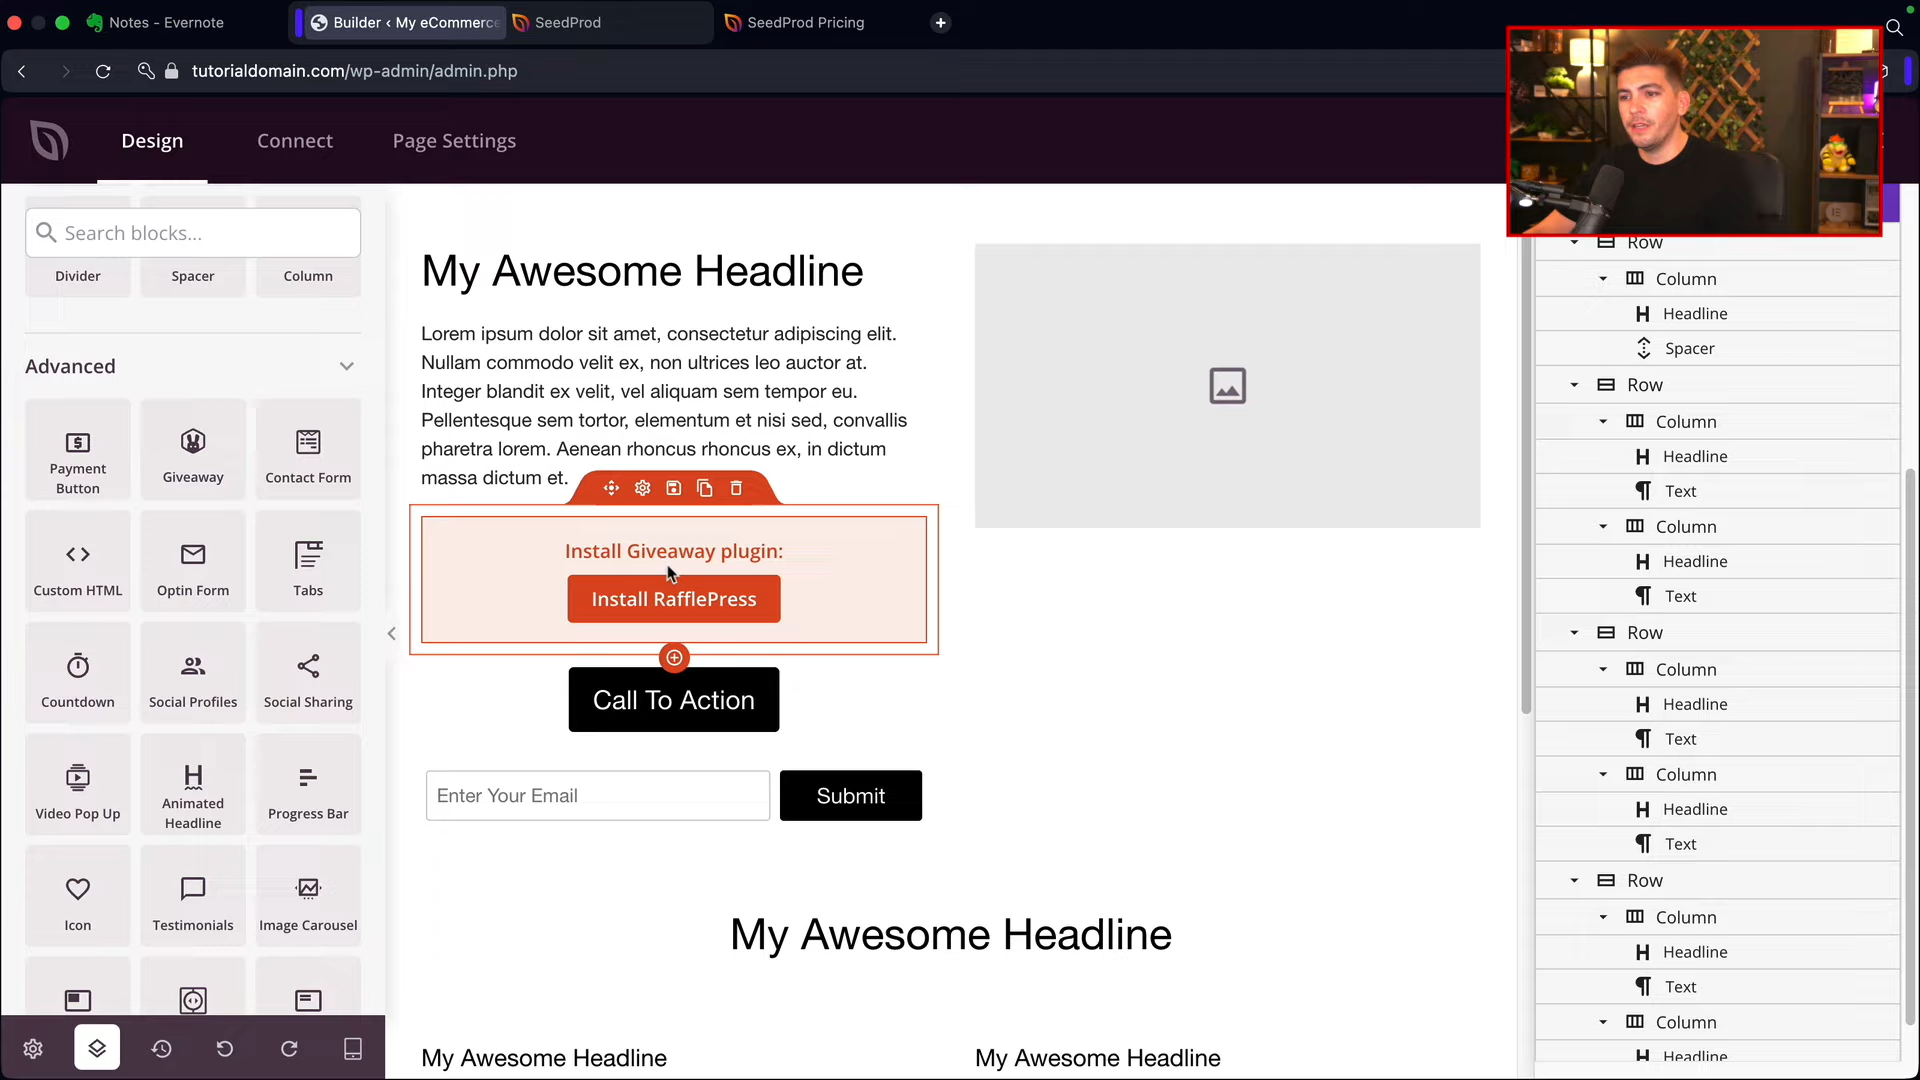 Notes - Evernote
Builder ‹ My eCommerce
SeedProd
SeedProd Pricing
tutorialdomain.com/wp-admin/admin.php
Design
Connect
Page Settings
Search blocks...
Divider
Spacer
Column
Advanced
Payment
Button
Giveaway
Contact Form
Custom HTML
Optin Form
Tabs
Countdown
Social Profiles
Social Sharing
Video Pop Up
Animated
Headline
Progress Bar
Icon
Testimonials
Image Carousel
My Awesome Headline
Lorem ipsum dolor sit amet, consectetur adipiscing elit.
Nullam commodo velit ex, non ultrices leo auctor at.
Integer blandit ex velit, vel aliquam sem tempor eu.
Pellentesque sem tortor, elementum et nisi sed, convallis
pharetra lorem. Aenean rhoncus rhoncus ex, in dictum
massa dictum et.
Install Giveaway plugin:
Install RafflePress
Call To Action
Enter Your Email
Submit
My Awesome Headline
My Awesome Headline
My Awesome Headline
Row
Column
Headline
Spacer
Row
Column
Headline
Text
Column
Headline
Text
Row
Column
Headline
Text
Column
Headline
Text
Row
Column
Headline
Text
Column
Headline